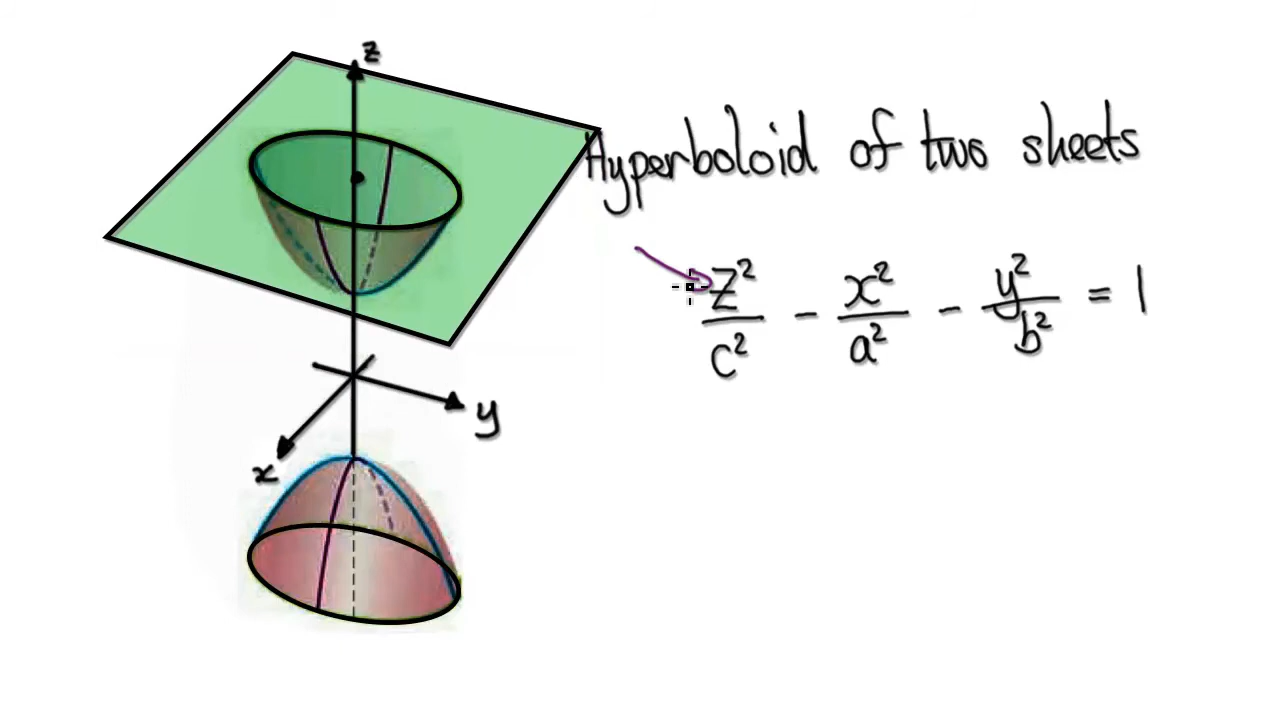 z
Hyperboloid of two sheets
z²/c² - x²/a² - y²/b² = 1
y
x